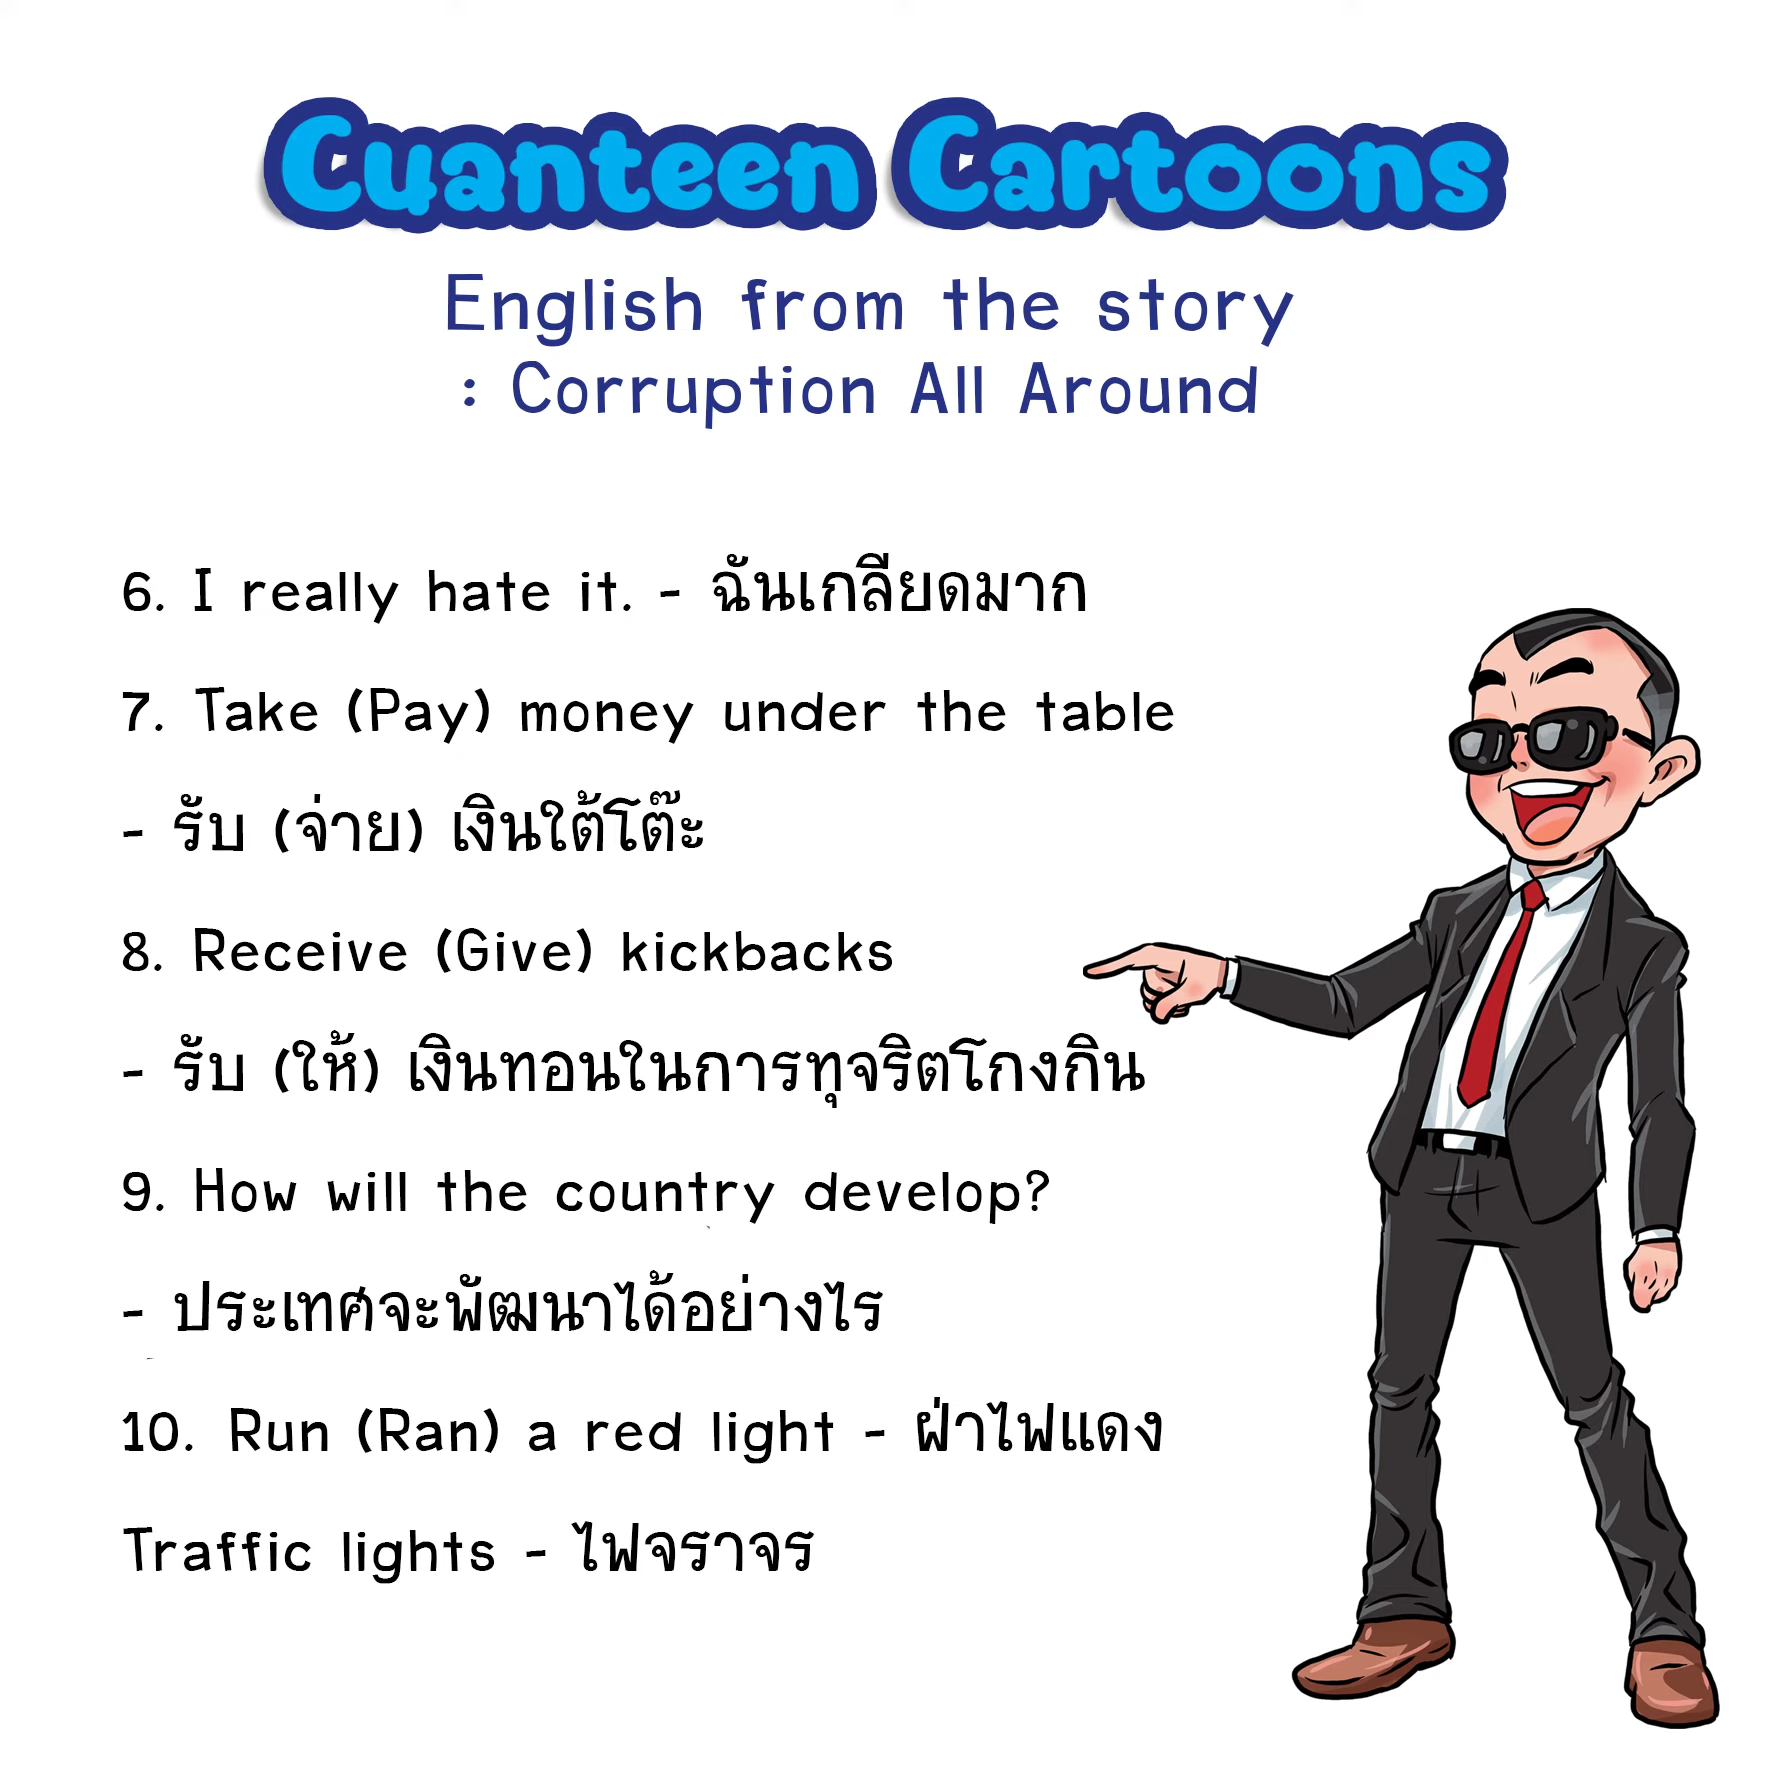 Cuanteen Cartoons
English from the story
: Corruption All Around
6. I really hate it. - ฉันเกลียดมาก
7. Take (Pay) money under the table
- รับ (จ่าย) เงินใต้โต๊ะ
8. Receive (Give) kickbacks
- รับ (ให้) เงินทอนในการทุจริตโกงกิน
9. How will the country develop?
- ประเทศจะพัฒนาได้อย่างไร
10. Run (Ran) a red light - ฝ่าไฟแดง
Traffic lights - ไฟจราจร